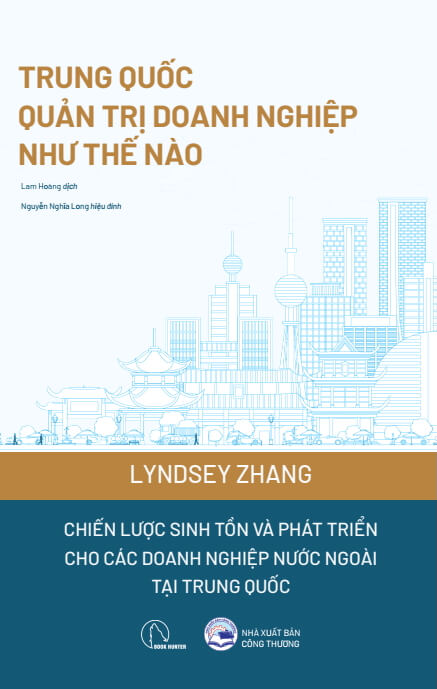 TRUNG QUỐC
QUẢN TRỊ DOANH NGHIỆP
NHƯ THẾ NÀO
Lam Hoàng dịch
Nguyễn Nghĩa Long hiệu đính
LYNDSEY ZHANG
CHIẾN LƯỢC SINH TỒN VÀ PHÁT TRIỂN
CHO CÁC DOANH NGHIỆP NƯỚC NGOÀI
TẠI TRUNG QUỐC
BOOK HUNTER
NHÀ XUẤT BẢN
CÔNG THƯƠNG